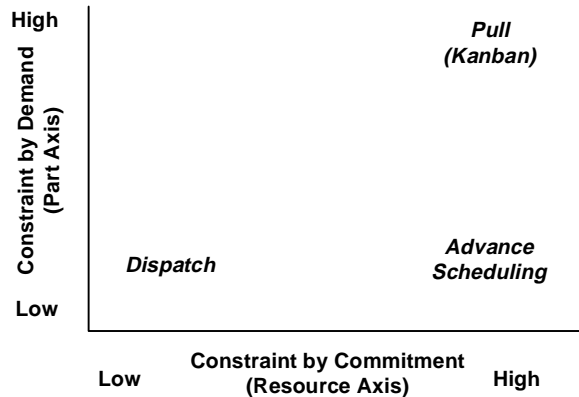 High
Pull
(Kanban)
Constraint by Demand
(Part Axis)
Dispatch
Advance
Scheduling
Low
Constraint by Commitment
(Resource Axis)
Low
High